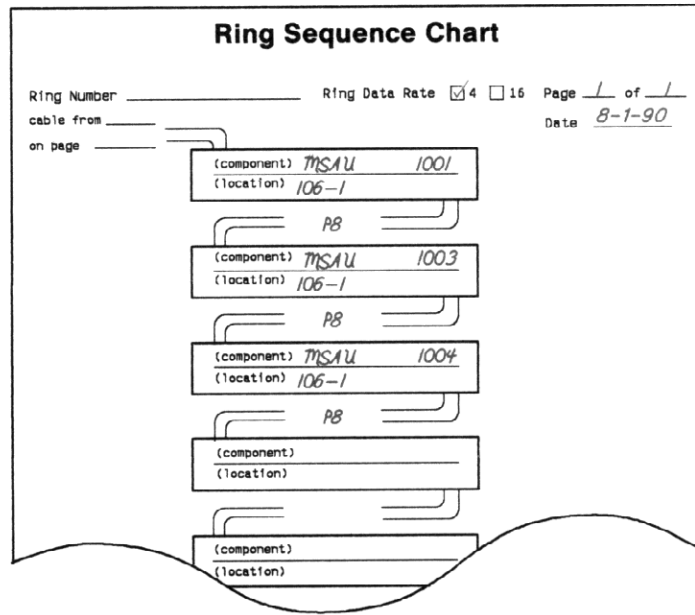 Ring Sequence Chart
Ring Number Ring Data Rate 4 16 Page 1 of 1
cable from Date 8-1-90
on page
(component) MSAU 1001
(location) 106-1
P8
(component) MSAU 1003
(location) 106-1
P8
(component) MSAU 1004
(location) 106-1
P8
(component)
(location)
(component)
(location)